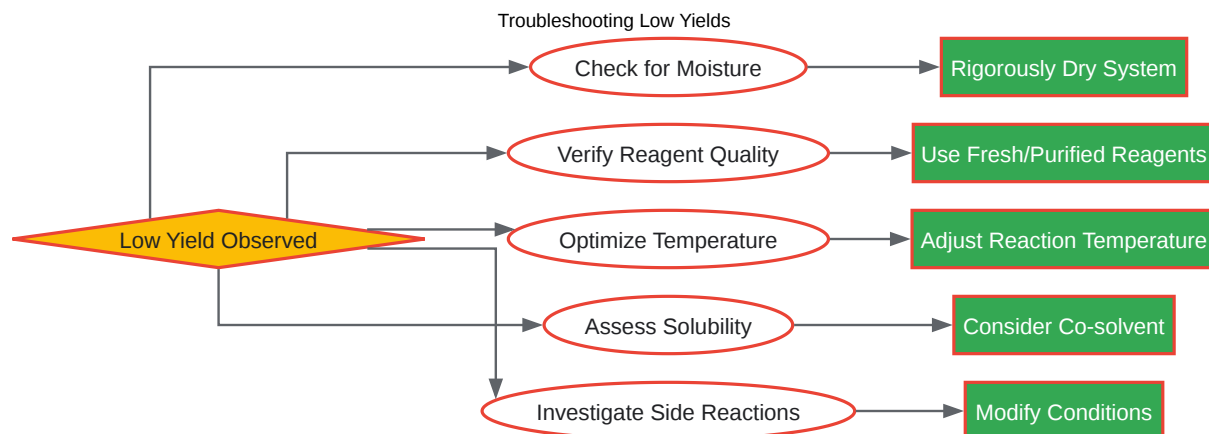 Troubleshooting Low Yields
Check for Moisture
Rigorously Dry System
Verify Reagent Quality
Use Fresh/Purified Reagents
Low Yield Observed
Optimize Temperature
Adjust Reaction Temperature
Assess Solubility
Consider Co-solvent
Investigate Side Reactions
Modify Conditions